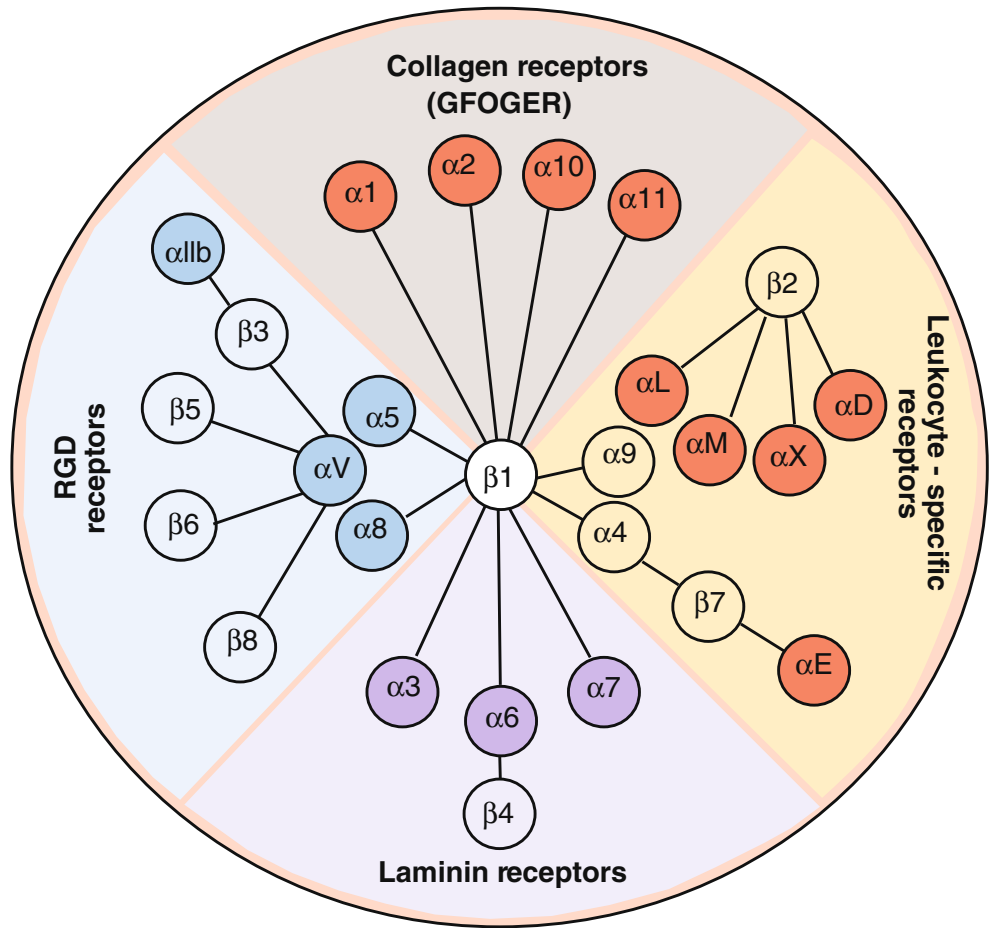 Collagen receptors
(GFOGER)
α1
α2
α10
α11
αIIb
β3
β5
αV
β6
β8
α5
α8
RGD
receptors
β1
β2
αL
αM
αX
αD
α9
α4
β7
αE
Leukocyte - specific
receptors
α3
α6
α7
β4
Laminin receptors